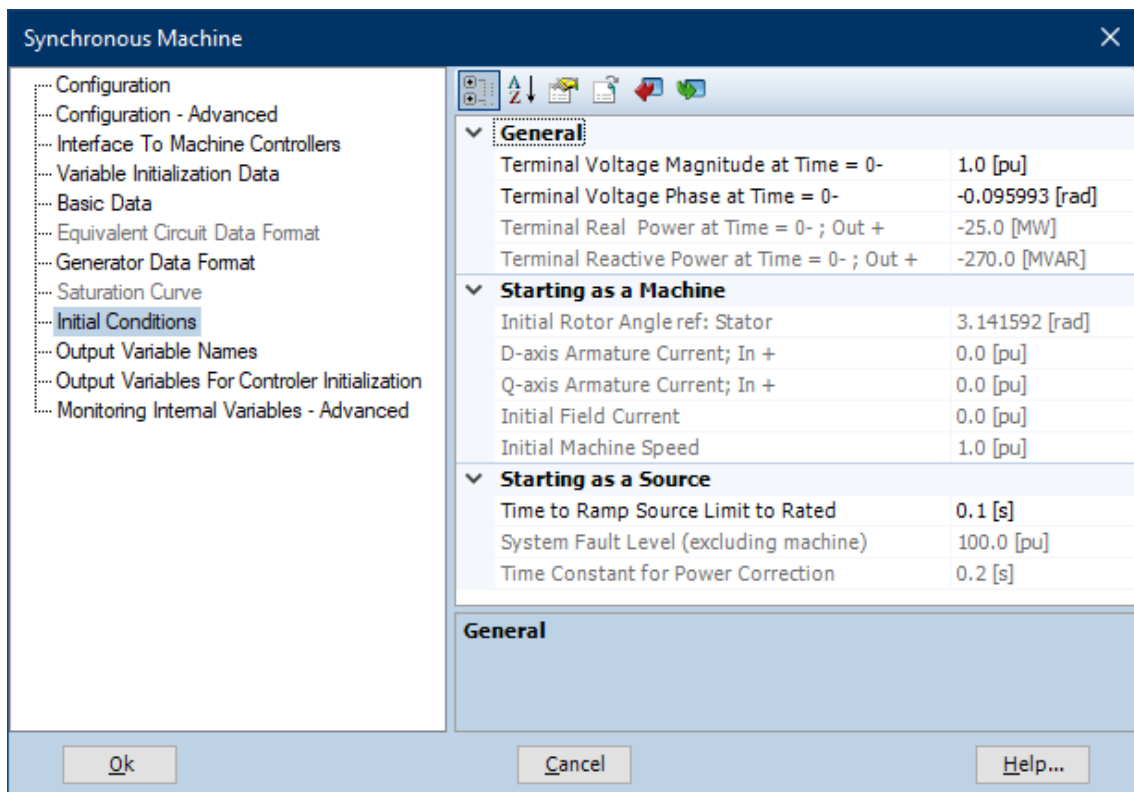 Synchronous Machine
Configuration
Configuration - Advanced
Interface To Machine Controllers
Variable Initialization Data
Basic Data
Equivalent Circuit Data Format
Generator Data Format
Saturation Curve
Initial Conditions
Output Variable Names
Output Variables For Controler Initialization
Monitoring Internal Variables - Advanced
General
Terminal Voltage Magnitude at Time = 0- 1.0 [pu]
Terminal Voltage Phase at Time = 0- -0.095993 [rad]
Terminal Real Power at Time = 0- ; Out + -25.0 [MW]
Terminal Reactive Power at Time = 0- ; Out + -270.0 [MVAR]
Starting as a Machine
Initial Rotor Angle ref: Stator 3.141592 [rad]
D-axis Armature Current; In + 0.0 [pu]
Q-axis Armature Current; In + 0.0 [pu]
Initial Field Current 0.0 [pu]
Initial Machine Speed 1.0 [pu]
Starting as a Source
Time to Ramp Source Limit to Rated 0.1 [s]
System Fault Level (excluding machine) 100.0 [pu]
Time Constant for Power Correction 0.2 [s]
General
Ok Cancel Help...